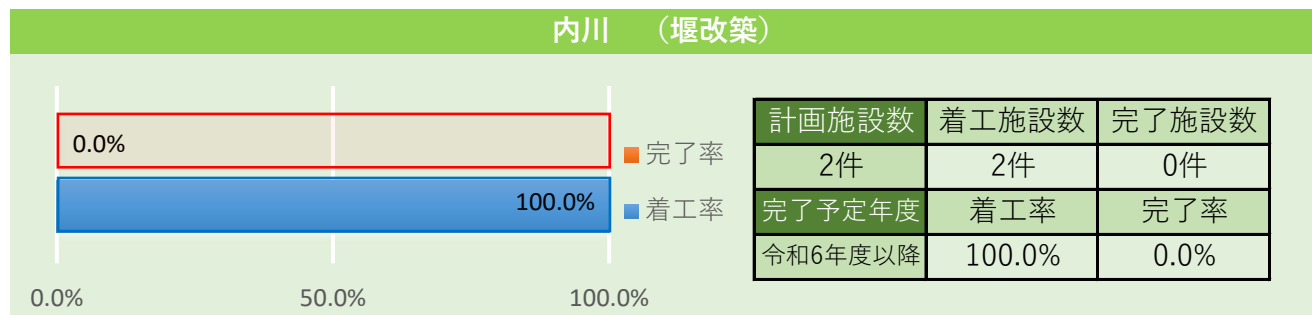 内川　（堰改築）
0.0%
100.0%
完了率
着工率
0.0% 50.0% 100.0%
計画施設数 着工施設数 完了施設数
2件 2件 0件
完了予定年度 着工率 完了率
令和6年度以降 100.0% 0.0%